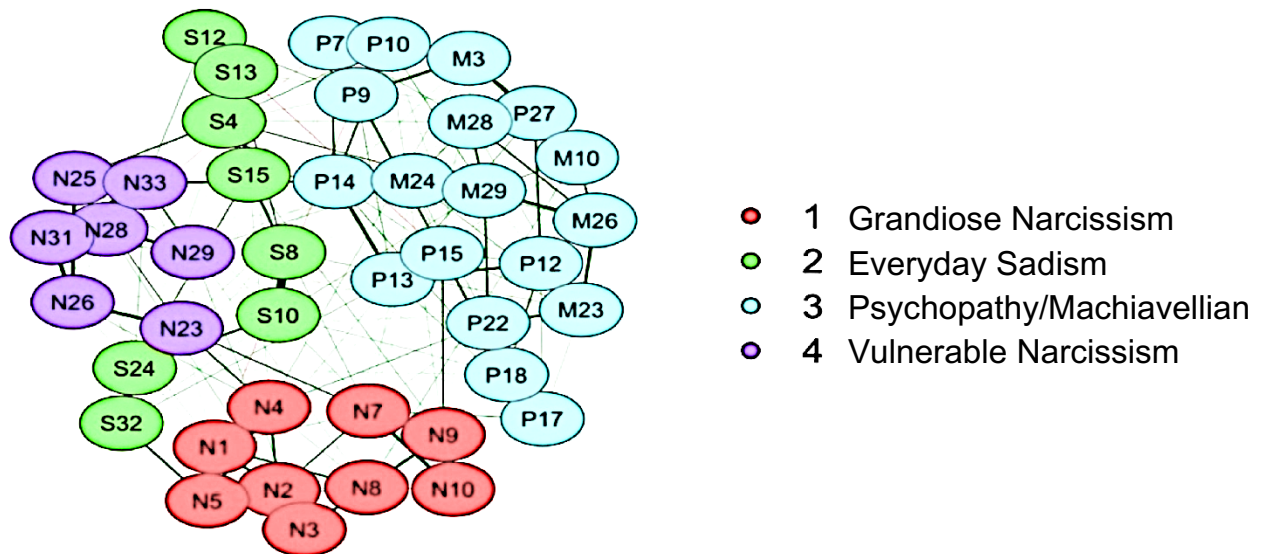 S12
P7
P10
M3
S13
P9
S4
M28
P27
M10
N25
N33
S15
P14
M24
M29
M26
N31
N28
N29
S8
P15
P13
P12
N26
N23
S10
P22
M23
S24
P18
S32
N4
N7
P17
N1
N9
N5
N2
N8
N10
N3
1 Grandiose Narcissism
2 Everyday Sadism
3 Psychopathy/Machiavellian
4 Vulnerable Narcissism